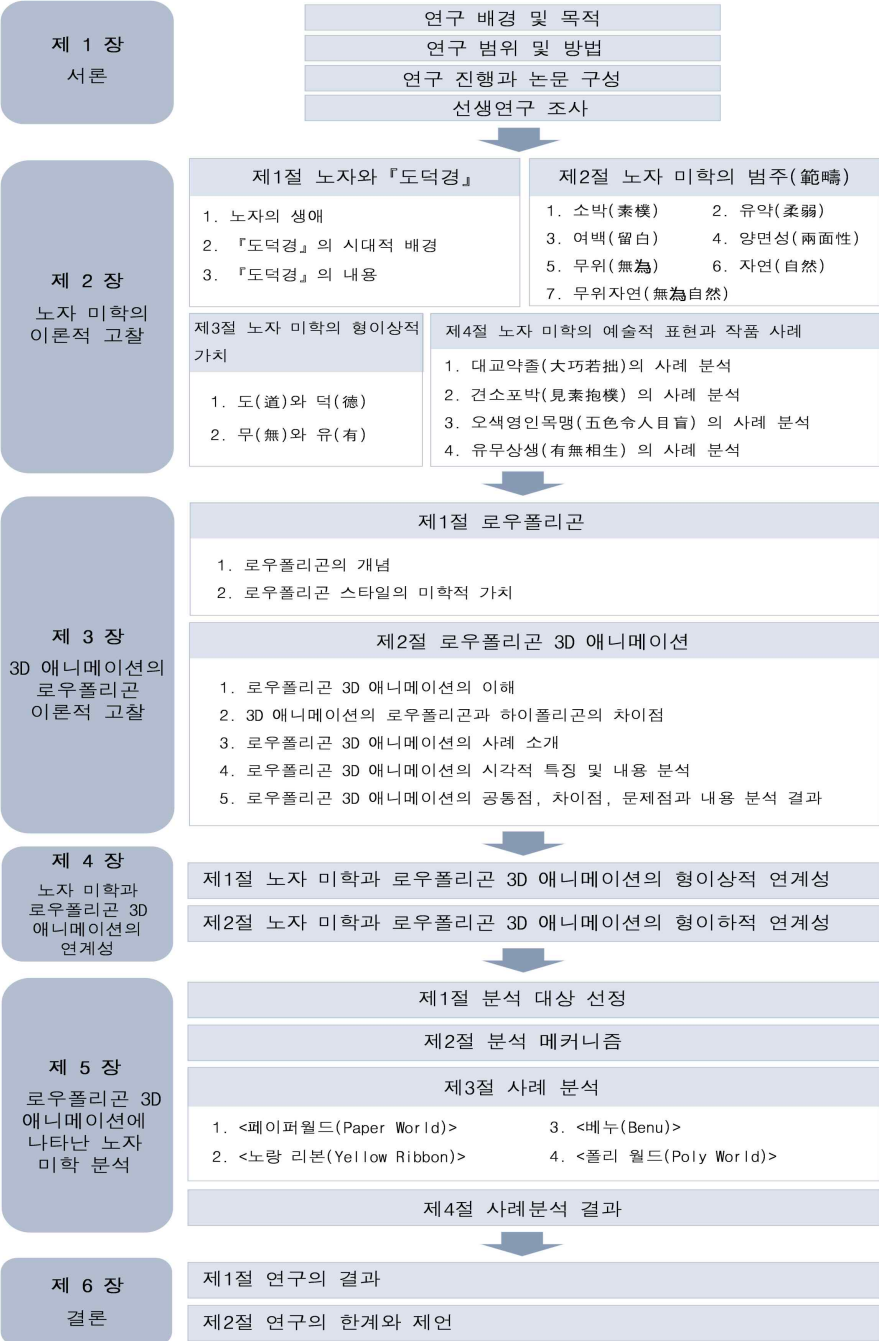 제 1 장
서론
연구 배경 및 목적
연구 범위 및 방법
연구 진행과 논문 구성
선생연구 조사
제 2 장
노자 미학의
이론적 고찰
제1절 노자와『도덕경』
1. 노자의 생애
2. 『도덕경』의 시대적 배경
3. 『도덕경』의 내용
제2절 노자 미학의 범주(範疇)
1. 소박(素樸) 2. 유약(柔弱)
3. 여백(留白) 4. 양면성(兩面性)
5. 무위(無為) 6. 자연(自然)
7. 무위자연(無為自然)
제3절 노자 미학의 형이상적
가치
1. 도(道)와 덕(德)
2. 무(無)와 유(有)
제4절 노자 미학의 예술적 표현과 작품 사례
1. 대교약졸(大巧若拙)의 사례 분석
2. 견소포박(見素抱樸) 의 사례 분석
3. 오색영인목맹(五色令人目盲) 의 사례 분석
4. 유무상생(有無相生) 의 사례 분석
제 3 장
3D 애니메이션의
로우폴리곤
이론적 고찰
제1절 로우폴리곤
1. 로우폴리곤의 개념
2. 로우폴리곤 스타일의 미학적 가치
제2절 로우폴리곤 3D 애니메이션
1. 로우폴리곤 3D 애니메이션의 이해
2. 3D 애니메이션의 로우폴리곤과 하이폴리곤의 차이점
3. 로우폴리곤 3D 애니메이션의 사례 소개
4. 로우폴리곤 3D 애니메이션의 시각적 특징 및 내용 분석
5. 로우폴리곤 3D 애니메이션의 공통점, 차이점, 문제점과 내용 분석 결과
제 4 장
노자 미학과
로우폴리곤 3D
애니메이션의
연계성
제1절 노자 미학과 로우폴리곤 3D 애니메이션의 형이상적 연계성
제2절 노자 미학과 로우폴리곤 3D 애니메이션의 형이하적 연계성
제 5 장
로우폴리곤 3D
애니메이션에
나타난 노자
미학 분석
제1절 분석 대상 선정
제2절 분석 메커니즘
제3절 사례 분석
1. <페이퍼월드(Paper World)> 3. <베누(Benu)>
2. <노랑 리본(Yellow Ribbon)> 4. <폴리 월드(Poly World)>
제4절 사례분석 결과
제 6 장
결론
제1절 연구의 결과
제2절 연구의 한계와 제언